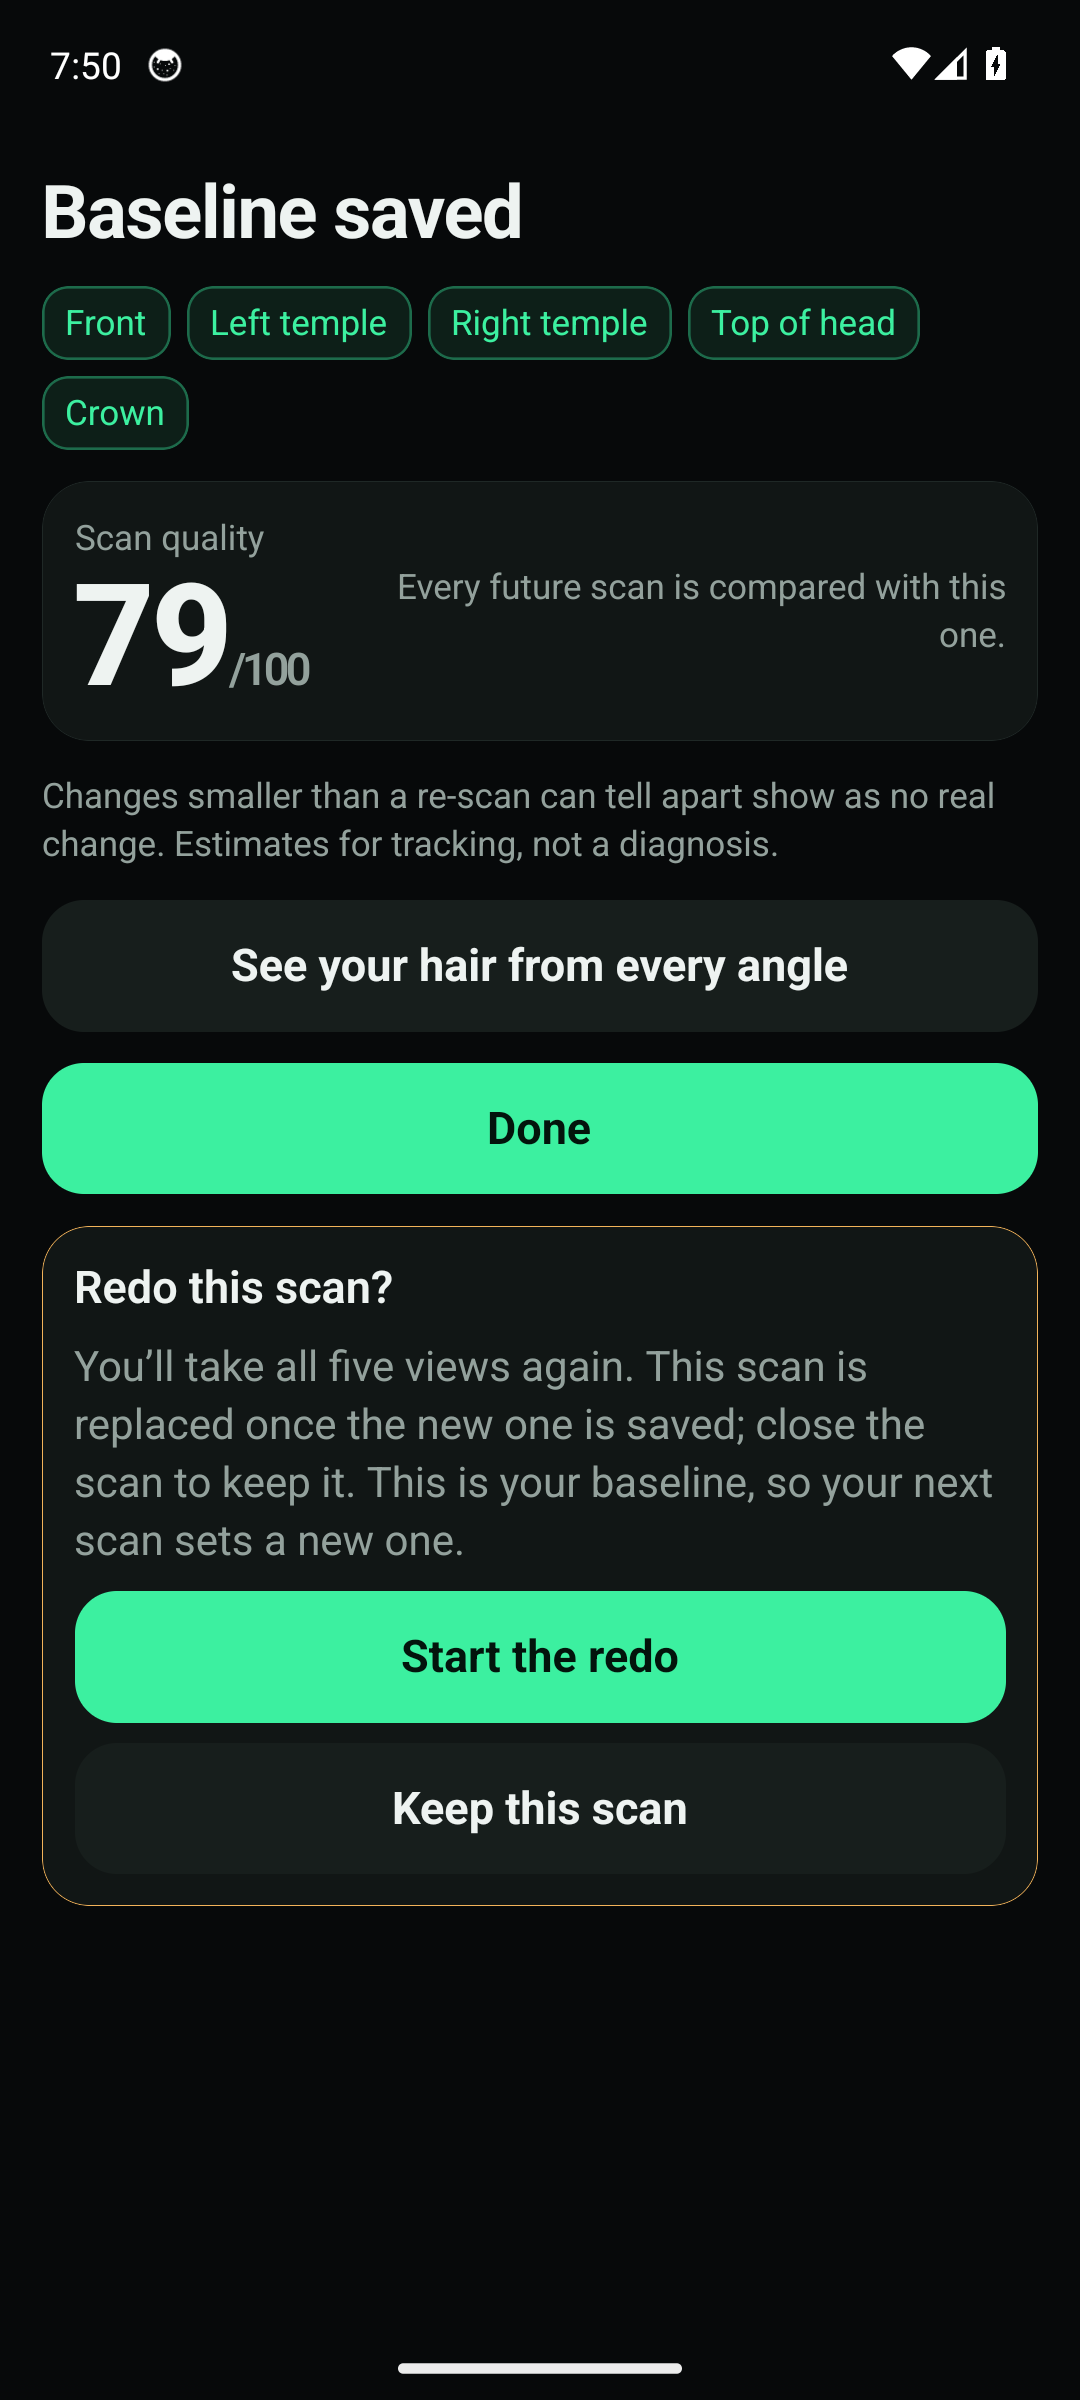 7:50
Baseline saved
Front
Left temple
Right temple
Top of head
Crown
Scan quality
79/100
Every future scan is compared with this
one.
Changes smaller than a re-scan can tell apart show as no real
change. Estimates for tracking, not a diagnosis.
See your hair from every angle
Done
Redo this scan?
You’ll take all five views again. This scan is
replaced once the new one is saved; close the
scan to keep it. This is your baseline, so your next
scan sets a new one.
Start the redo
Keep this scan